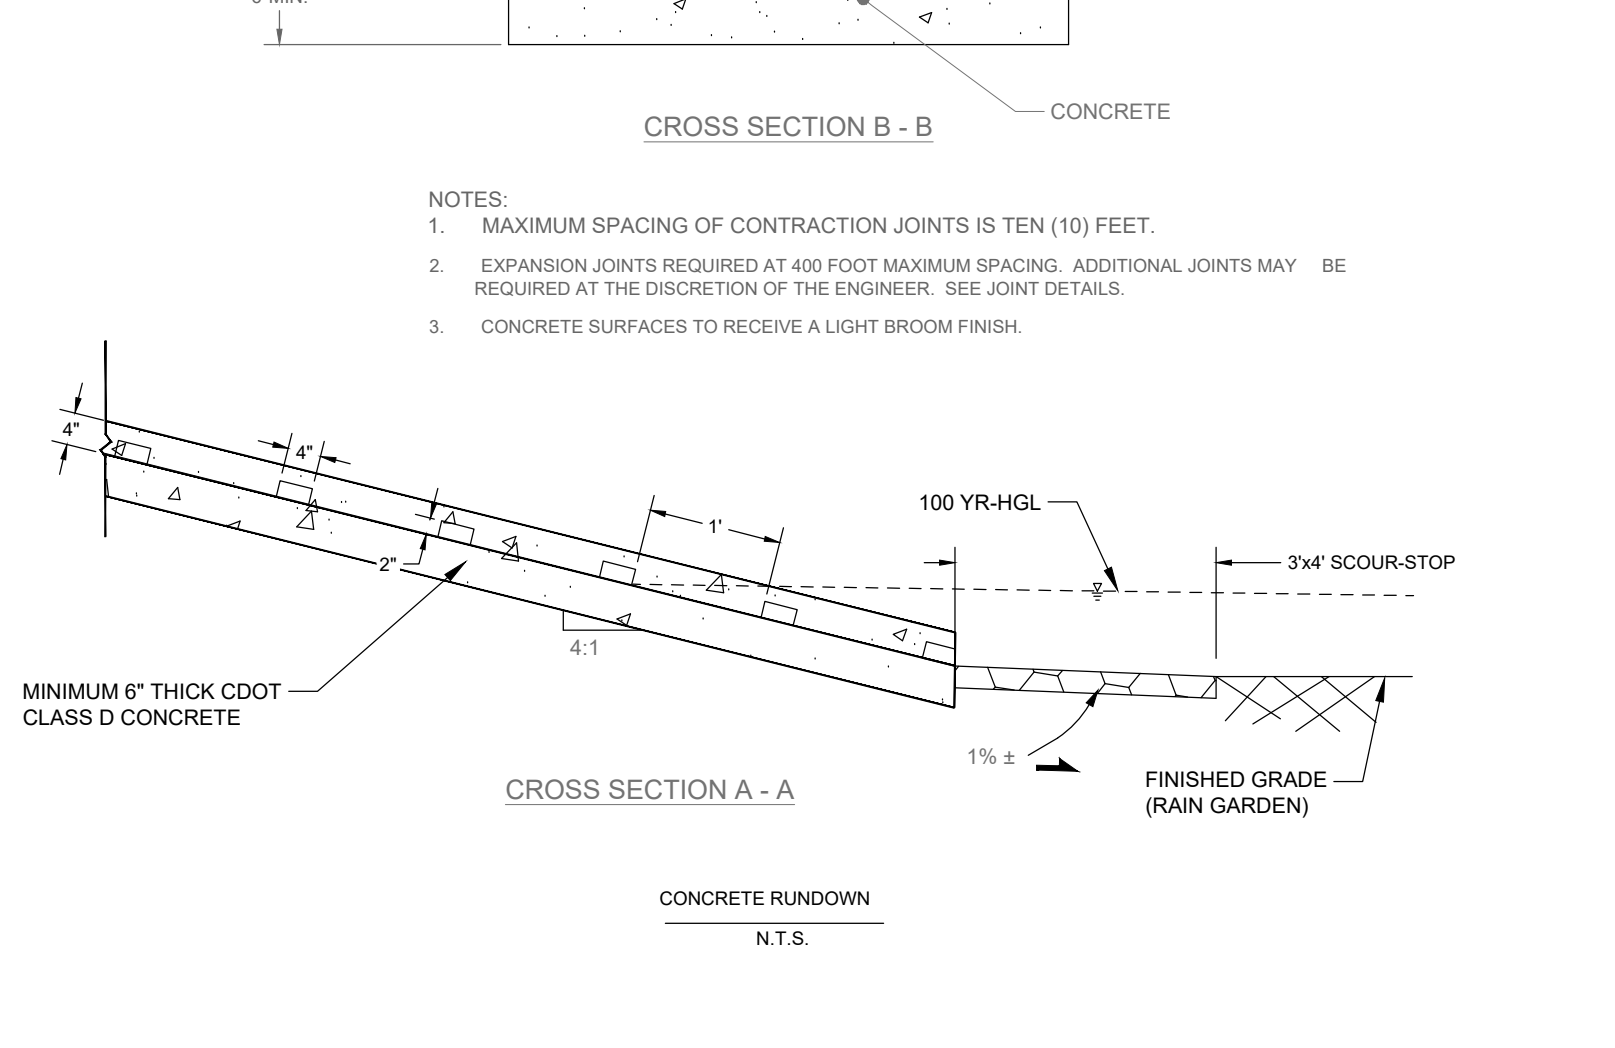 MIN.
CONCRETE
CROSS SECTION B - B
NOTES:
1. MAXIMUM SPACING OF CONTRACTION JOINTS IS TEN (10) FEET.
2. EXPANSION JOINTS REQUIRED AT 400 FOOT MAXIMUM SPACING. ADDITIONAL JOINTS MAY BE
REQUIRED AT THE DISCRETION OF THE ENGINEER. SEE JOINT DETAILS.
3. CONCRETE SURFACES TO RECEIVE A LIGHT BROOM FINISH.
4"
4"
2"
1'
100 YR-HGL
3'x4' SCOUR-STOP
4:1
MINIMUM 6" THICK CDOT
CLASS D CONCRETE
1% ±
FINISHED GRADE
(RAIN GARDEN)
CROSS SECTION A - A
CONCRETE RUNDOWN
N.T.S.